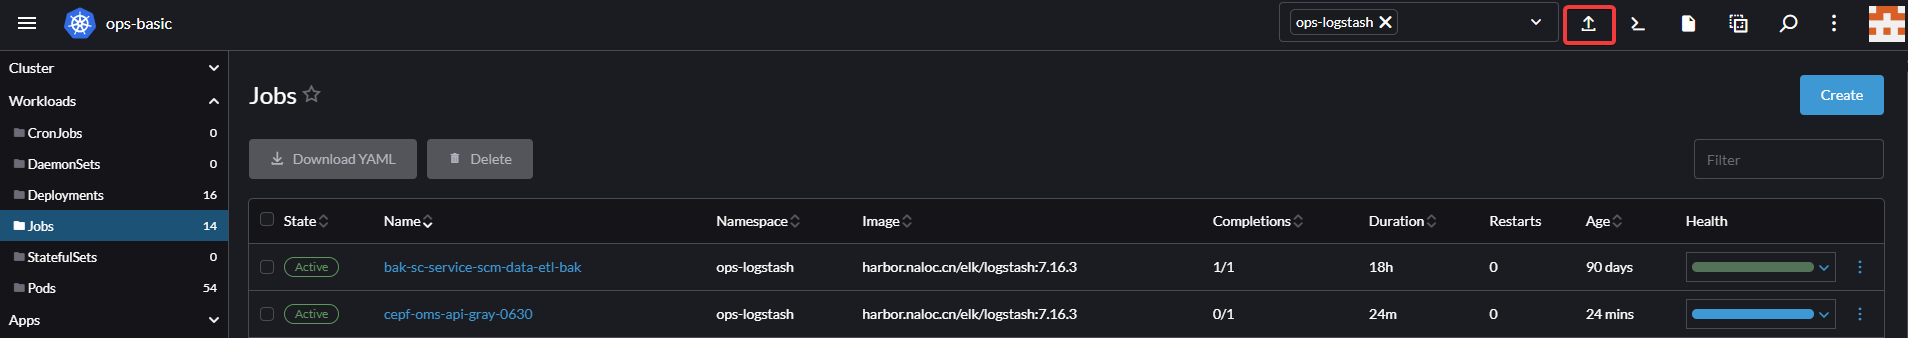 ops-basic
ops-logstash
Cluster
Workloads
CronJobs 0
DaemonSets 0
Deployments 16
Jobs 14
StatefulSets 0
Pods 54
Apps
Jobs
Create
Download YAML
Delete
Filter
State Name Namespace Image Completions Duration Restarts Age Health
Active bak-sc-service-scm-data-etl-bak ops-logstash harbor.naloc.cn/elk/logstash:7.16.3 1/1 18h 0 90 days
Active cepf-oms-api-gray-0630 ops-logstash harbor.naloc.cn/elk/logstash:7.16.3 0/1 24m 0 24 mins